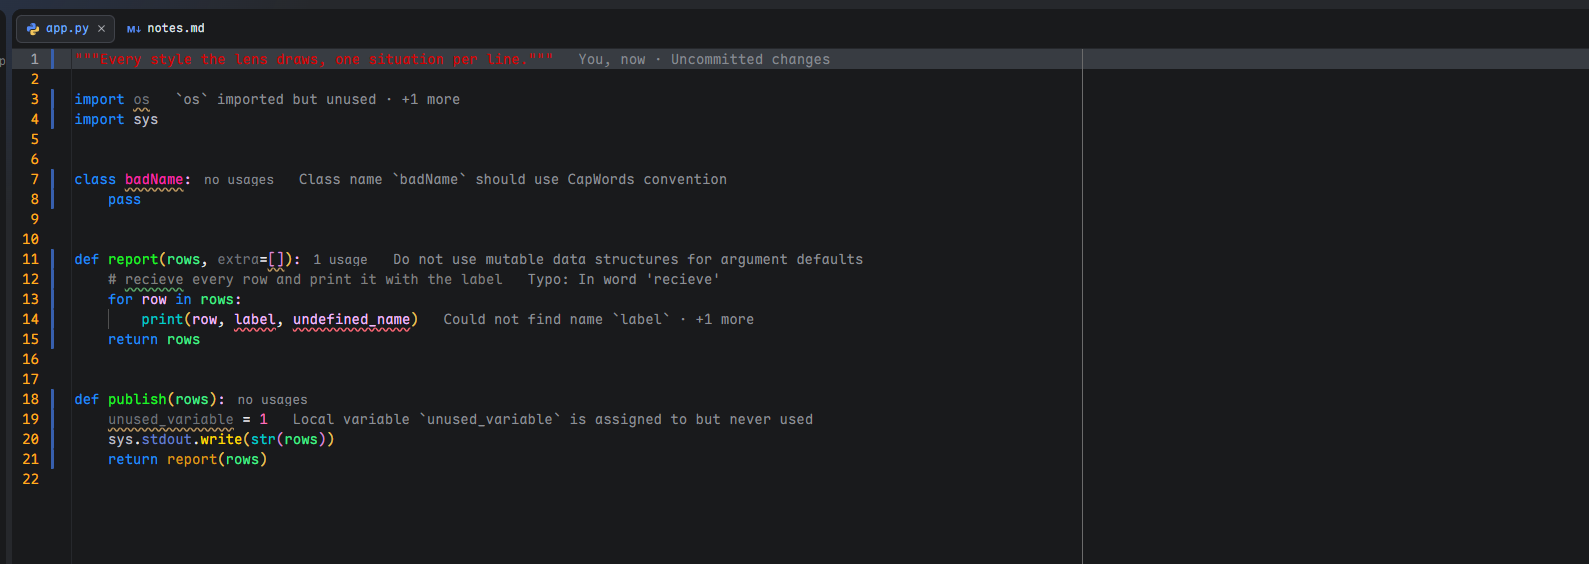 app.py × M↓ notes.md
p
1 """Every style the lens draws, one situation per line.""" You, now · Uncommitted changes
2
3 import os `os` imported but unused · +1 more
4 import sys
5
6
7 class badName: no usages Class name `badName` should use CapWords convention
8 pass
9
10
11 def report(rows, extra=[]): 1 usage Do not use mutable data structures for argument defaults
12 # recieve every row and print it with the label Typo: In word 'recieve'
13 for row in rows:
14 print(row, label, undefined_name) Could not find name `label` · +1 more
15 return rows
16
17
18 def publish(rows): no usages
19 unused_variable = 1 Local variable `unused_variable` is assigned to but never used
20 sys.stdout.write(str(rows))
21 return report(rows)
22